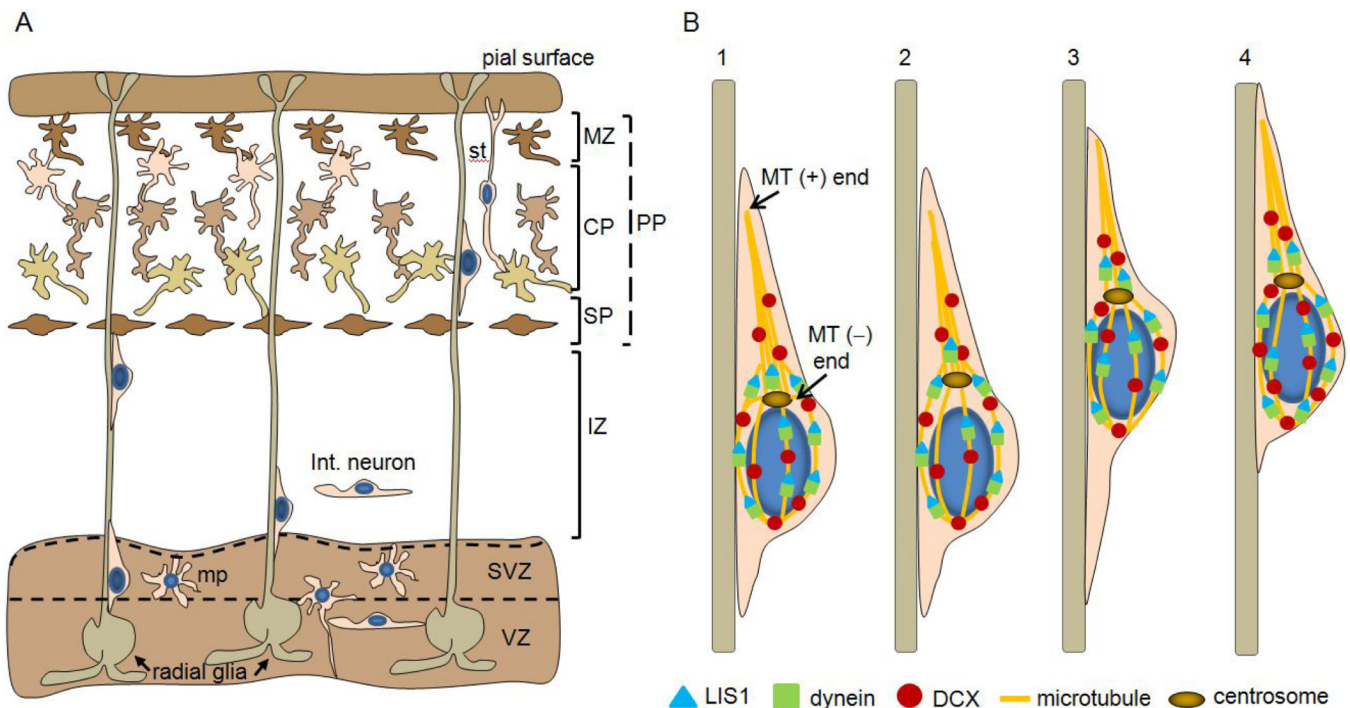 A
pial surface
MZ
st
CP
PP
SP
IZ
Int. neuron
mp
SVZ
VZ
radial glia
B
1
2
3
4
MT (+) end
MT (–)
end
LIS1
dynein
DCX
microtubule
centrosome